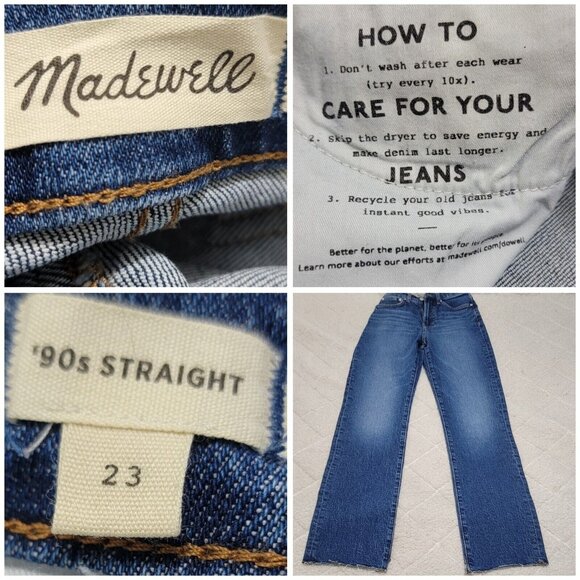 Madewell
HOW TO
1. Don't wash after each wear
(try every 10x).
CARE FOR YOUR
2. Skip the dryer to save energy and
make denim last longer.
JEANS
3. Recycle your old jeans for
instant good vibes.
Better for the planet, better for
Learn more about our efforts at madewell.com/dowell
'90s STRAIGHT
23